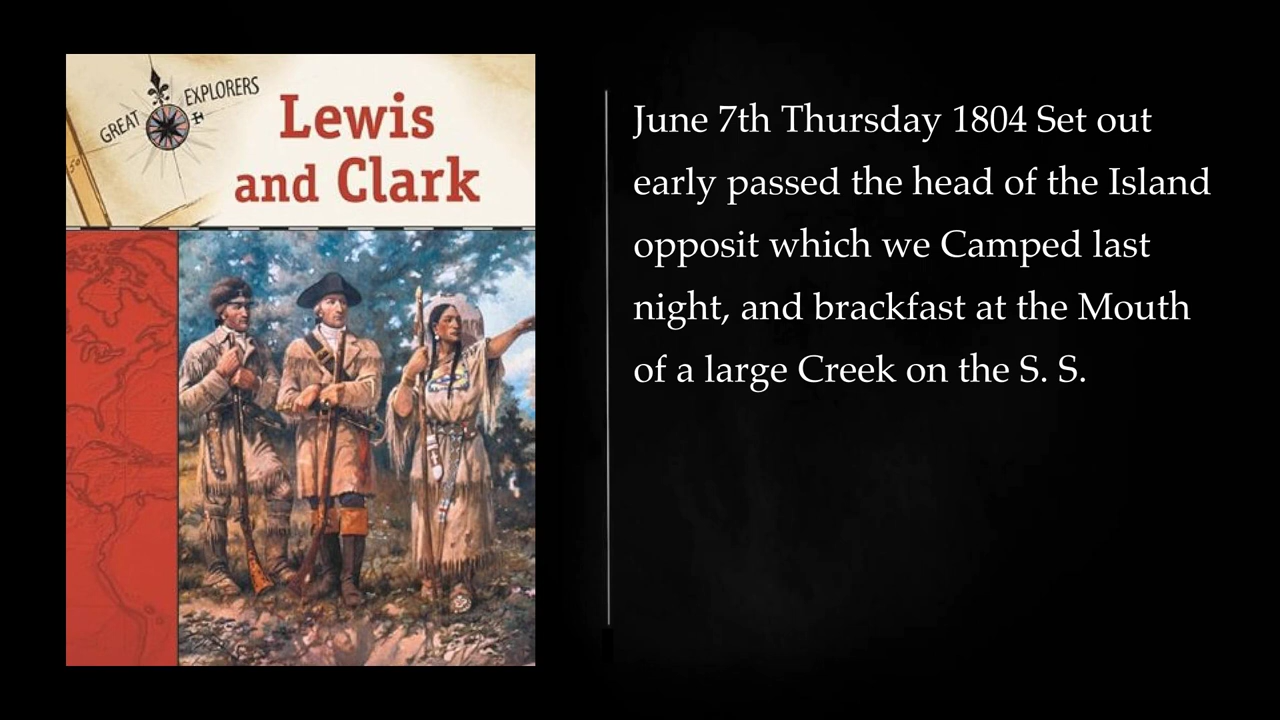 GREAT EXPLORERS
Lewis
and Clark
June 7th Thursday 1804 Set out
early passed the head of the Island
opposit which we Camped last
night, and brackfast at the Mouth
of a large Creek on the S. S.